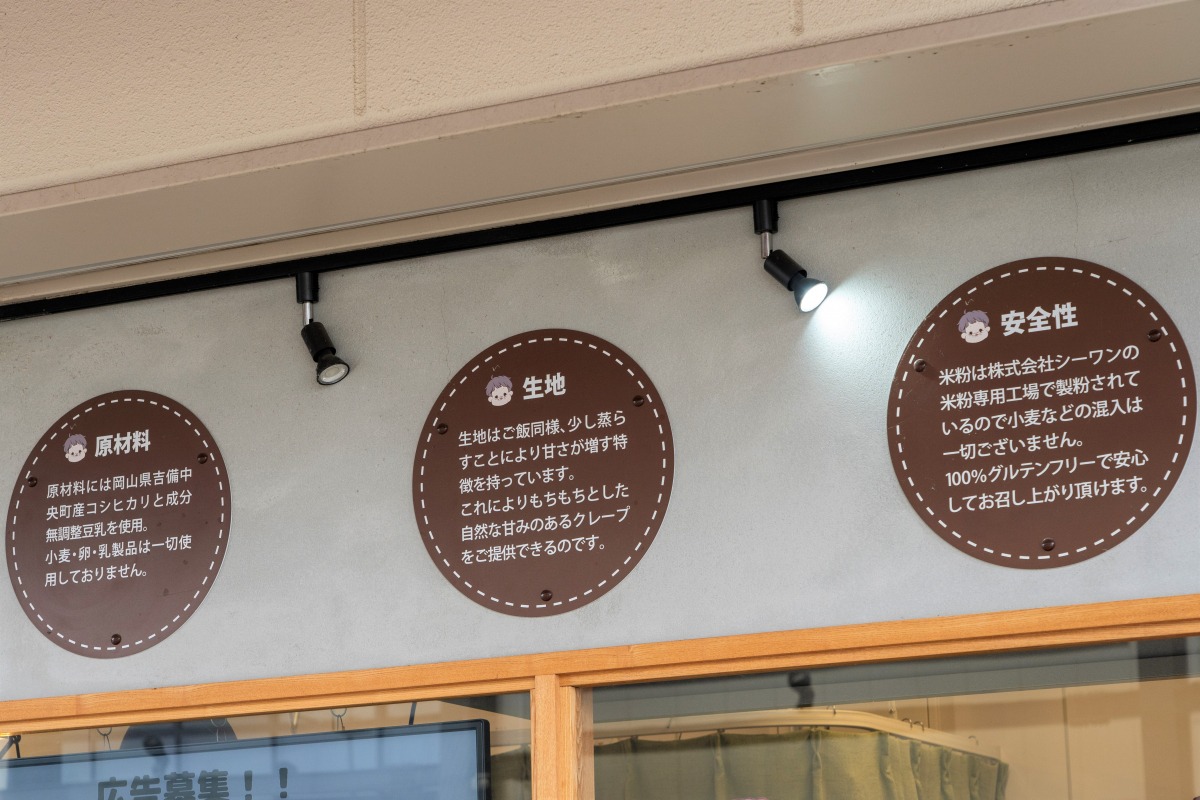 原材料
原材料には岡山県吉備中
央町産コシヒカリと成分
無調整豆乳を使用。
小麦・卵・乳製品は一切使
用しておりません。
生地
生地はご飯同様、少し蒸ら
すことにより甘さが増す特
徴を持っています。
これによりもちもちとした
自然な甘みのあるクレープ
をご提供できるのです。
安全性
米粉は株式会社シーワンの
米粉専用工場で製粉されて
いるので小麦などの混入は
一切ございません。
100%グルテンフリーで安心
してお召し上がり頂けます。
広告募集！！